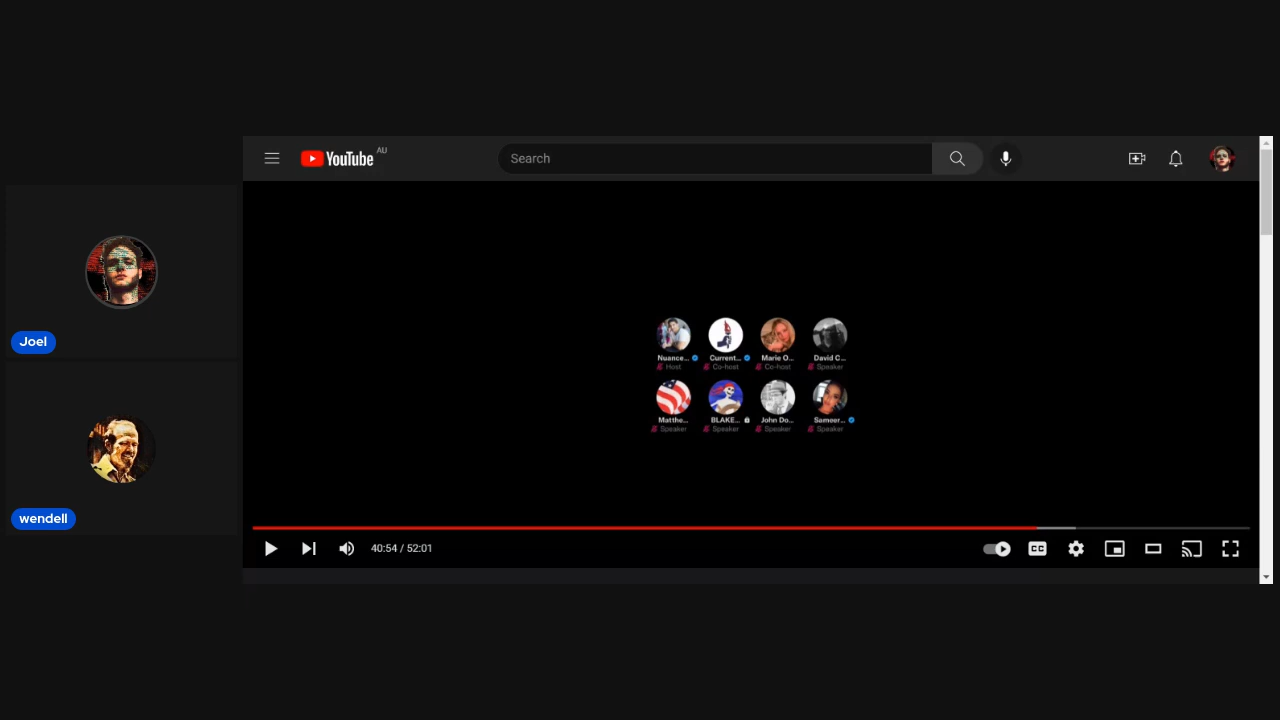 YouTube AU
Search
Joel
wendell
Nuance... Current... Marie O... David C...
Host Co-host Co-host Speaker
Matthe... BLAKE... John Do... Sameer...
Speaker Speaker Speaker Speaker
40:54 / 52:01
CC